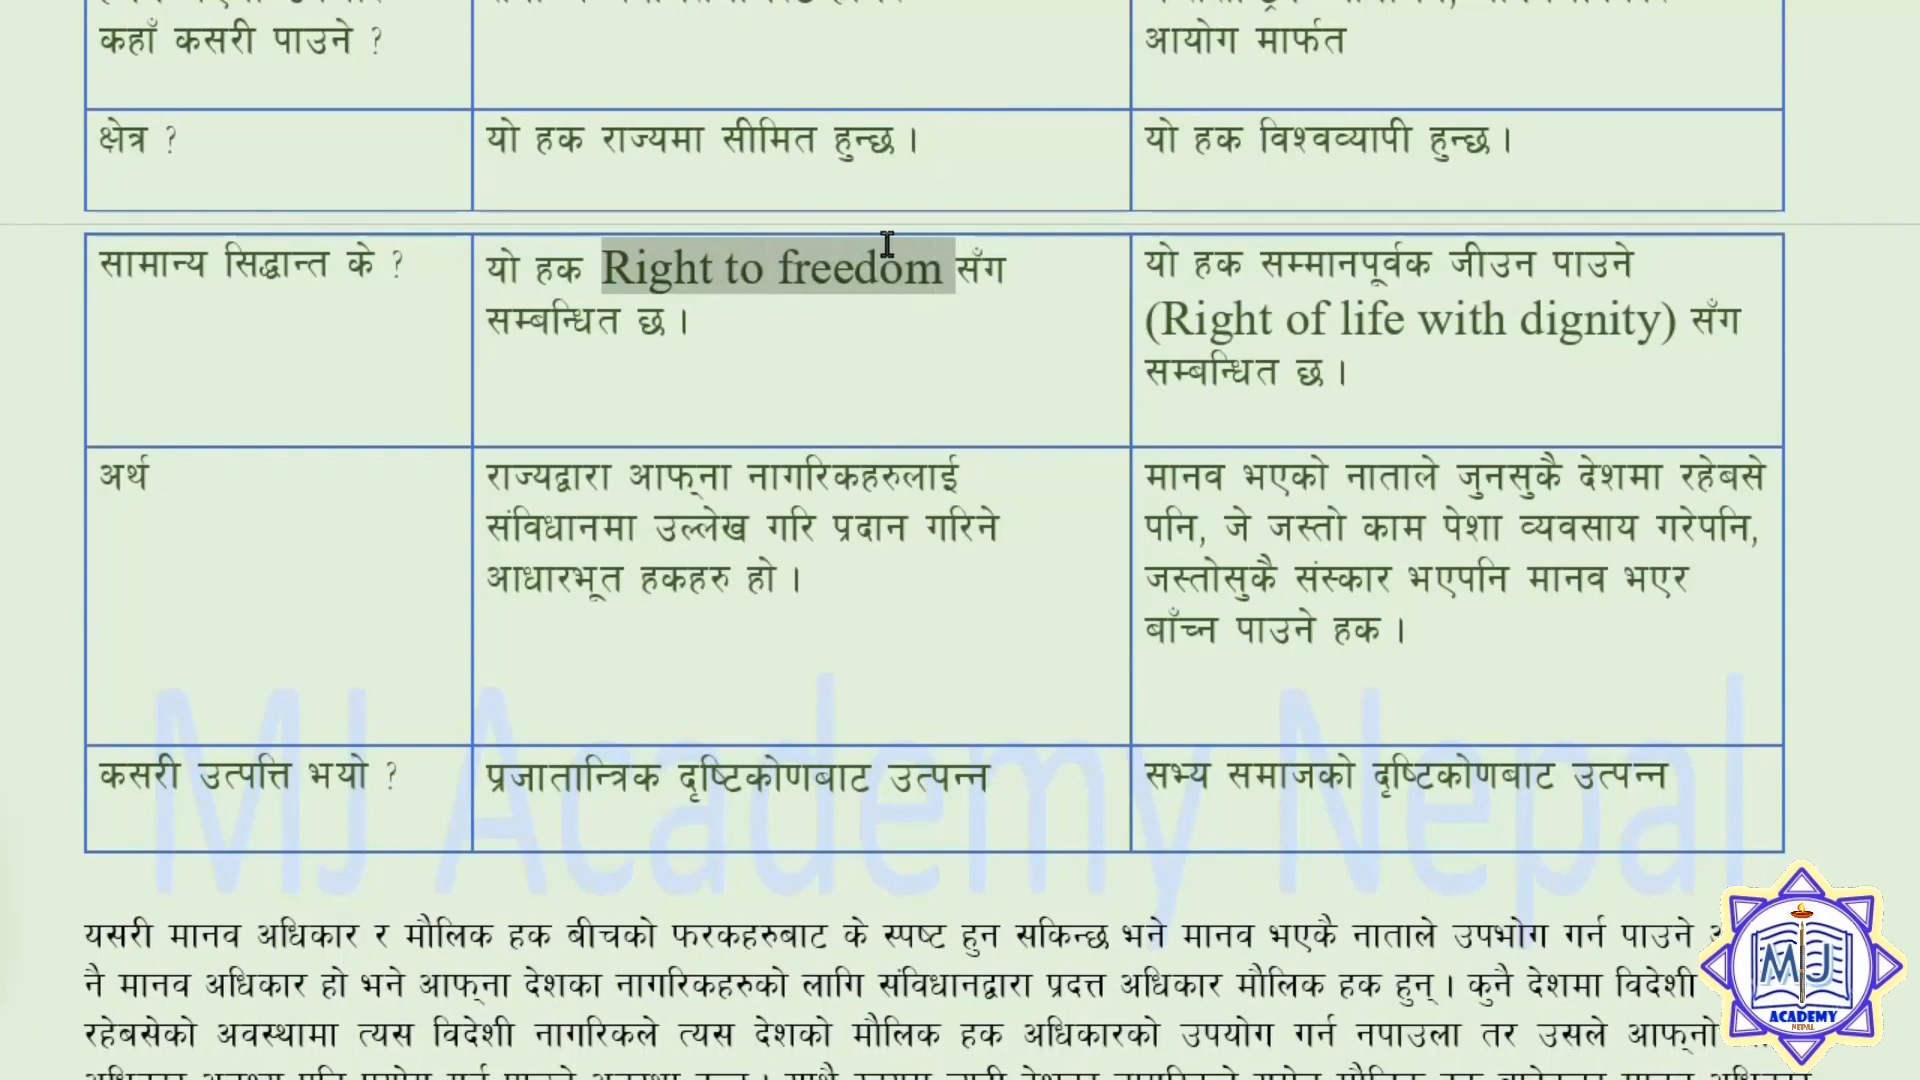 कहाँ कसरी पाउने ?
आयोग मार्फत
क्षेत्र ?
यो हक राज्यमा सीमित हुन्छ ।
यो हक विश्वव्यापी हुन्छ ।
सामान्य सिद्धान्त के ?
यो हक Right to freedom सँग
सम्बन्धित छ ।
यो हक सम्मानपूर्वक जीउन पाउने
(Right of life with dignity) सँग
सम्बन्धित छ ।
अर्थ
राज्यद्वारा आफ्ना नागरिकहरुलाई
संविधानमा उल्लेख गरि प्रदान गरिने
आधारभूत हकहरु हो ।
मानव भएको नाताले जुनसुकै देशमा रहेबसे
पनि, जे जस्तो काम पेशा व्यवसाय गरेपनि,
जस्तोसुकै संस्कार भएपनि मानव भएर
बाँच्न पाउने हक ।
कसरी उत्पत्ति भयो ?
प्रजातान्त्रिक दृष्टिकोणबाट उत्पन्न
सभ्य समाजको दृष्टिकोणबाट उत्पन्न
MJ Academy Nepal
यसरी मानव अधिकार र मौलिक हक बीचको फरकहरुबाट के स्पष्ट हुन सकिन्छ भने मानव भएकै नाताले उपभोग गर्न पाउने
नै मानव अधिकार हो भने आफ्ना देशका नागरिकहरुको लागि संविधानद्वारा प्रदत्त अधिकार मौलिक हक हुन् । कुनै देशमा विदेशी
रहेबसेको अवस्थामा त्यस विदेशी नागरिकले त्यस देशको मौलिक हक अधिकारको उपयोग गर्न नपाउला तर उसले आफ्नो
MJ
ACADEMY
NEPAL